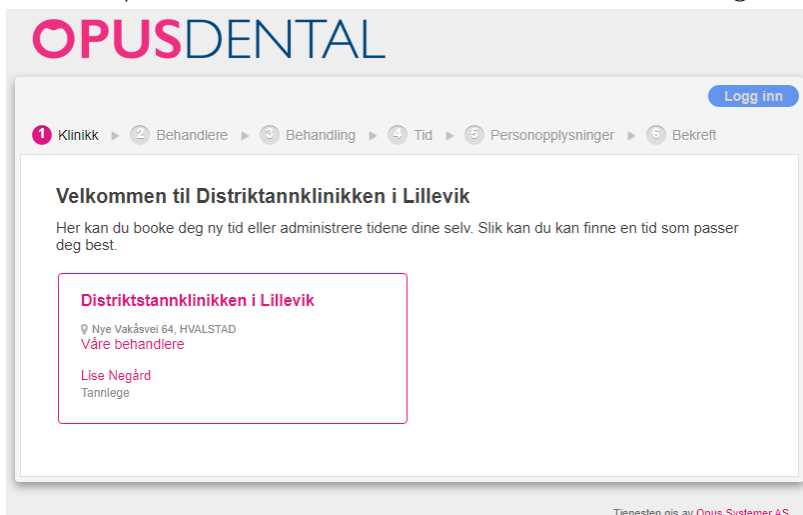 OPUSDENTAL
Logg inn
1 Klinikk ▶ 2 Behandlere ▶ 3 Behandling ▶ 4 Tid ▶ 5 Personopplysninger ▶ 6 Bekreft
Velkommen til Distriktannklinikken i Lillevik
Her kan du booke deg ny tid eller administrere tidene dine selv. Slik kan du kan finne en tid som passer
deg best.
Distriktstannklinikken i Lillevik
Nye Vakåsvei 64, HVALSTAD
Våre behandlere
Lise Negård
Tannlege
Tjenesten gis av Opus Systemer AS